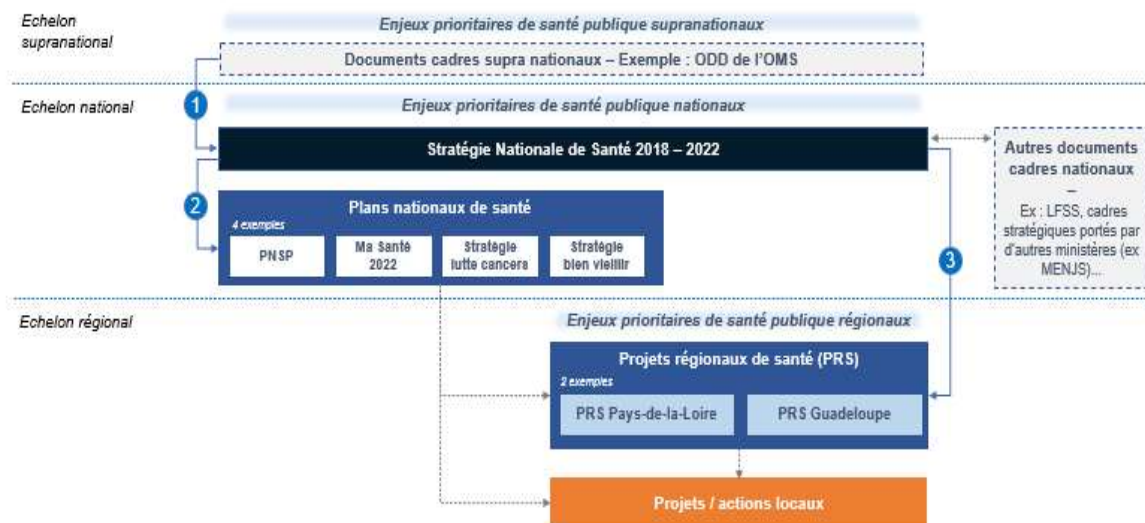 Echelon
supranational
Enjeux prioritaires de santé publique supranationaux
Documents cadres supra nationaux – Exemple : ODD de l'OMS
Echelon national
Enjeux prioritaires de santé publique nationaux
1
Stratégie Nationale de Santé 2018 – 2022
Autres documents
cadres nationaux
–
Ex : LFSS, cadres
stratégiques portés par
d'autres ministères (ex
MENJS)...
2
Plans nationaux de santé
4 exemples
PNSP
Ma Santé
2022
Stratégie
lutte cancers
Stratégie
bien vieillir
3
Echelon régional
Enjeux prioritaires de santé publique régionaux
Projets régionaux de santé (PRS)
2 exemples
PRS Pays-de-la-Loire
PRS Guadeloupe
Projets / actions locaux